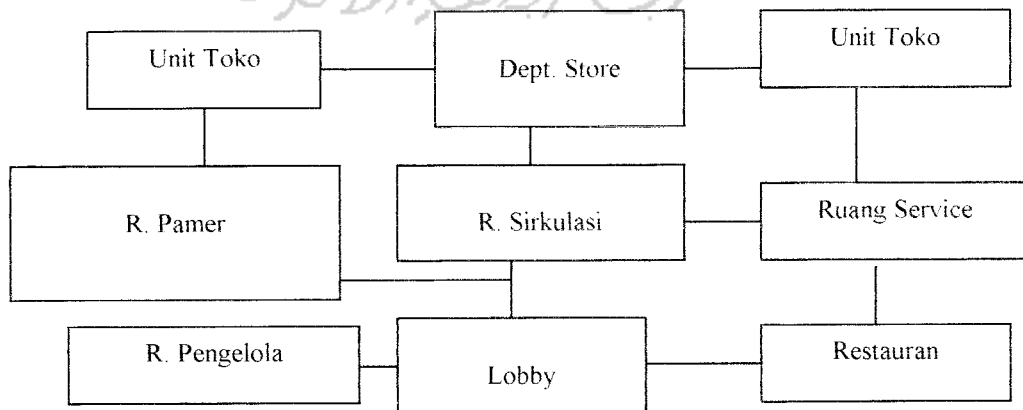 Unit Toko
Dept. Store
Unit Toko
R. Pamer
R. Sirkulasi
Ruang Service
R. Pengelola
Lobby
Restauran